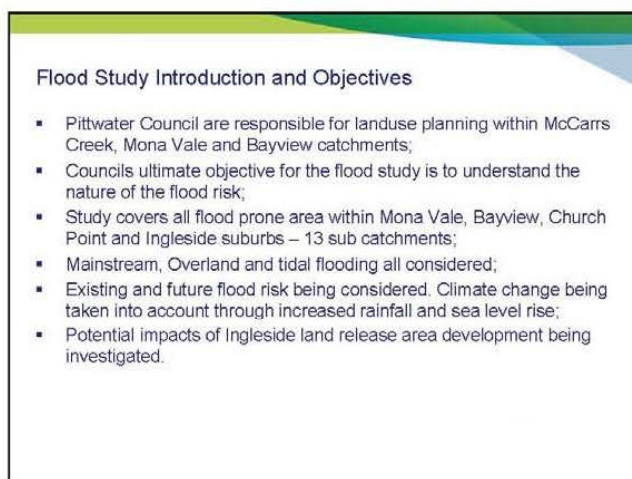 Flood Study Introduction and Objectives
▪ Pittwater Council are responsible for landuse planning within McCarrs
Creek, Mona Vale and Bayview catchments;
▪ Councils ultimate objective for the flood study is to understand the
nature of the flood risk;
▪ Study covers all flood prone area within Mona Vale, Bayview, Church
Point and Ingleside suburbs – 13 sub catchments;
▪ Mainstream, Overland and tidal flooding all considered;
▪ Existing and future flood risk being considered. Climate change being
taken into account through increased rainfall and sea level rise;
▪ Potential impacts of Ingleside land release area development being
investigated.